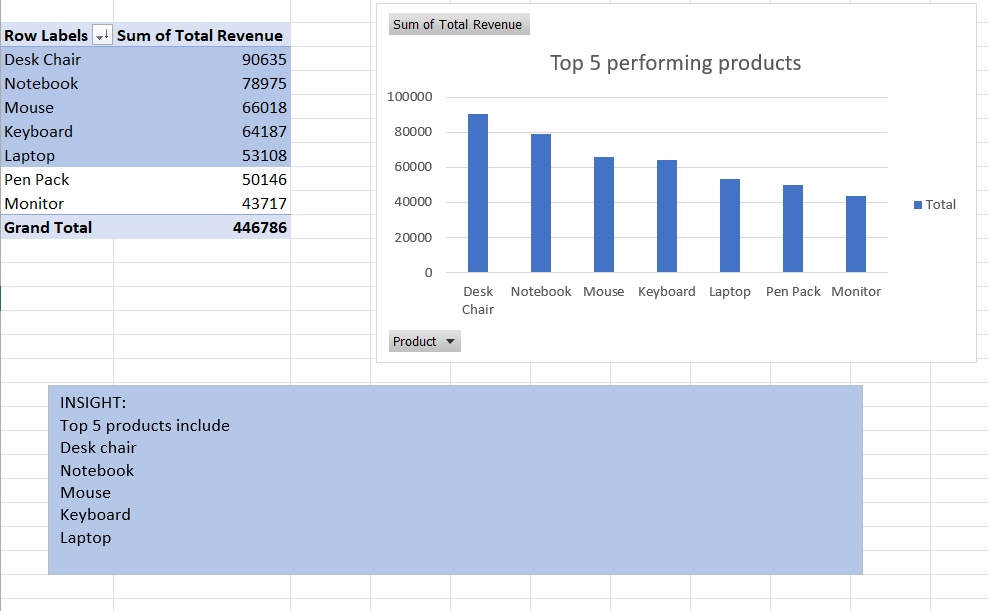 Row Labels Sum of Total Revenue
Desk Chair 90635
Notebook 78975
Mouse 66018
Keyboard 64187
Laptop 53108
Pen Pack 50146
Monitor 43717
Grand Total 446786
Sum of Total Revenue
Top 5 performing products
100000
80000
60000
40000
20000
0
Desk Chair Notebook Mouse Keyboard Laptop Pen Pack Monitor
Total
Product
INSIGHT:
Top 5 products include
Desk chair
Notebook
Mouse
Keyboard
Laptop